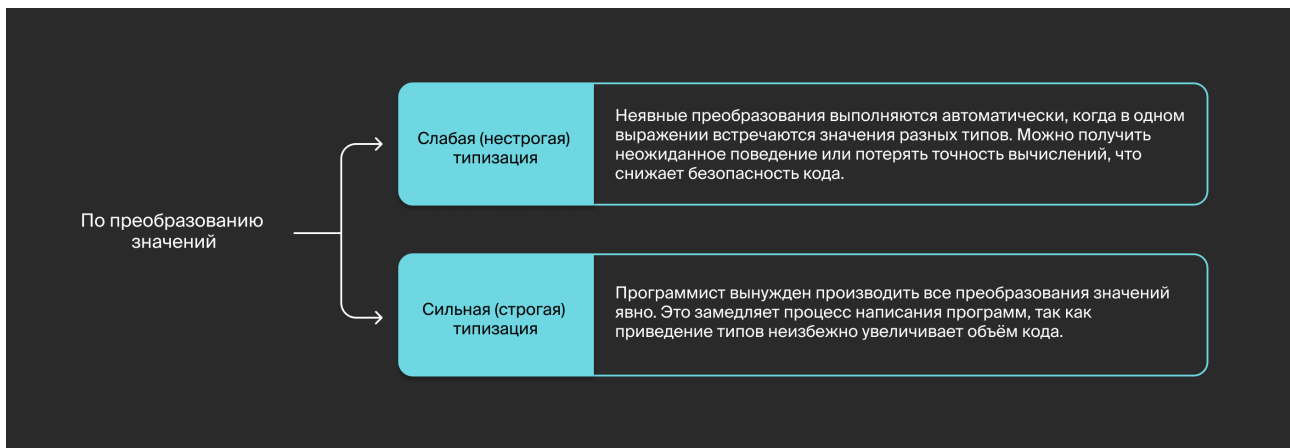 По преобразованию
значений
Слабая (нестрогая)
типизация
Неявные преобразования выполняются автоматически, когда в одном
выражении встречаются значения разных типов. Можно получить
неожиданное поведение или потерять точность вычислений, что
снижает безопасность кода.
Сильная (строгая)
типизация
Программист вынужден производить все преобразования значений
явно. Это замедляет процесс написания программ, так как
приведение типов неизбежно увеличивает объём кода.